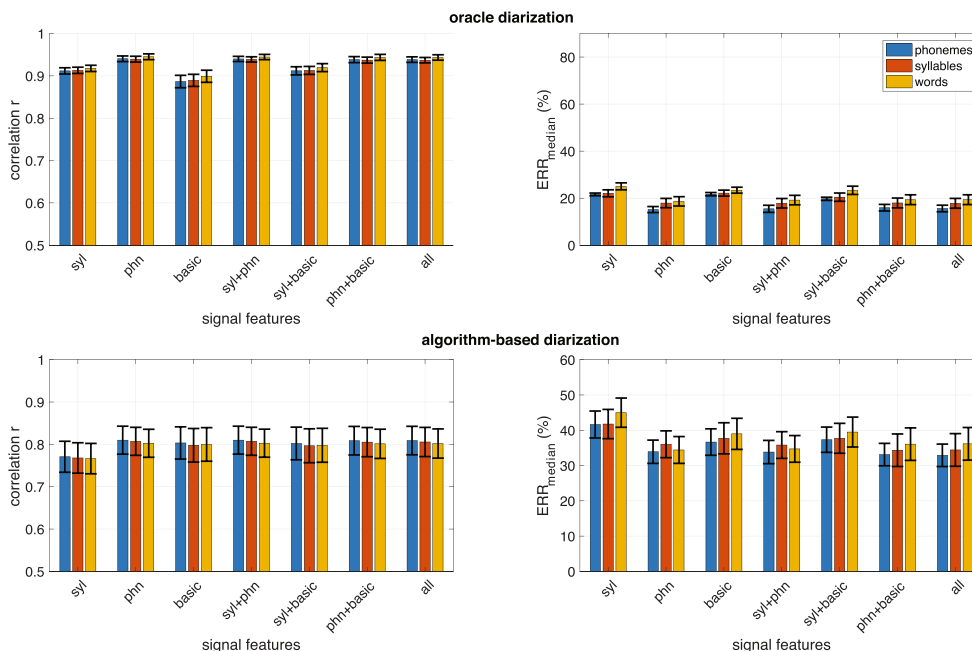 oracle diarization
1
0.9
0.8
0.7
0.6
0.5
correlation r
syl
phn
basic
syl+phn
syl+basic
phn+basic
all
signal features
80
60
40
20
0
ERR_median (%)
phonemes
syllables
words
syl
phn
basic
syl+phn
syl+basic
phn+basic
all
signal features
algorithm-based diarization
1
0.9
0.8
0.7
0.6
0.5
correlation r
syl
phn
basic
syl+phn
syl+basic
phn+basic
all
signal features
60
50
40
30
20
10
0
ERR_median (%)
syl
phn
basic
syl+phn
syl+basic
phn+basic
all
signal features